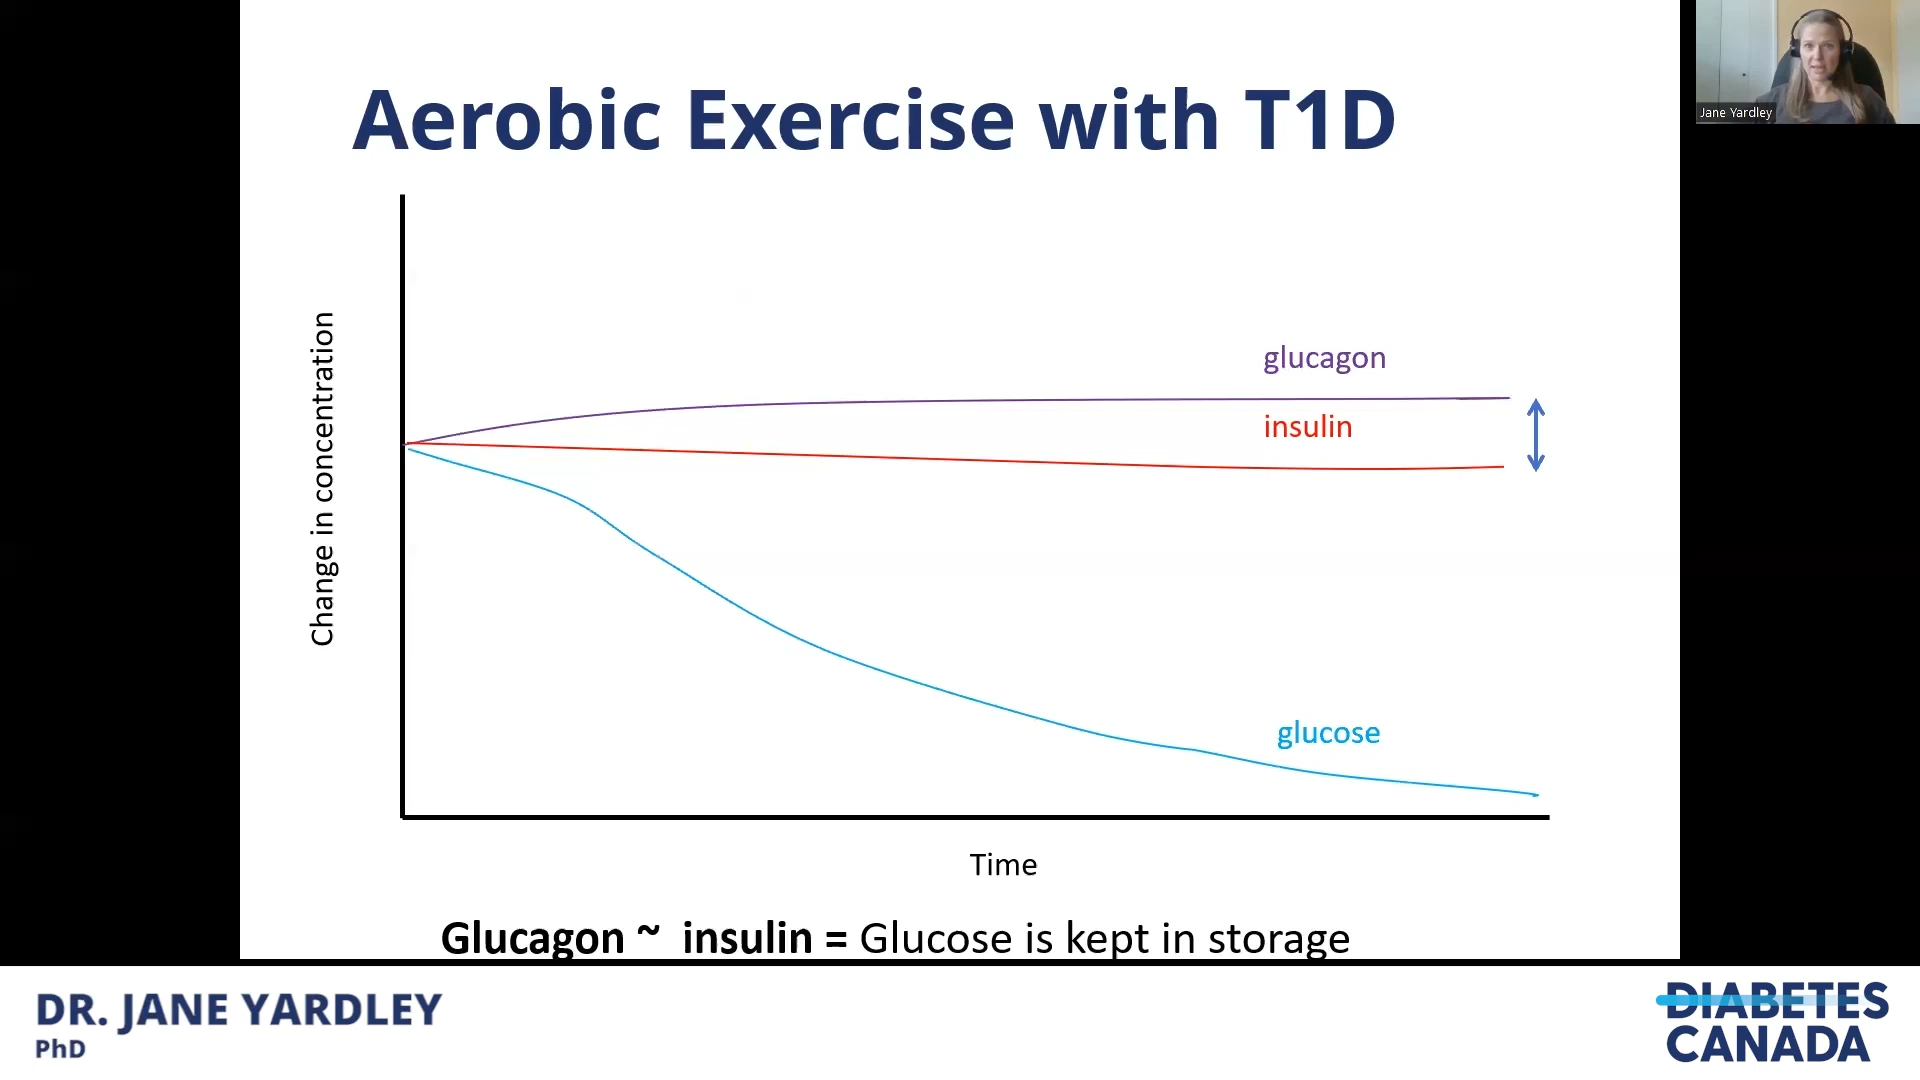 Aerobic Exercise with T1D
Jane Yardley
Change in concentration
glucagon
insulin
glucose
Time
Glucagon ~ insulin = Glucose is kept in storage
DR. JANE YARDLEY
PhD
DIABETES
CANADA